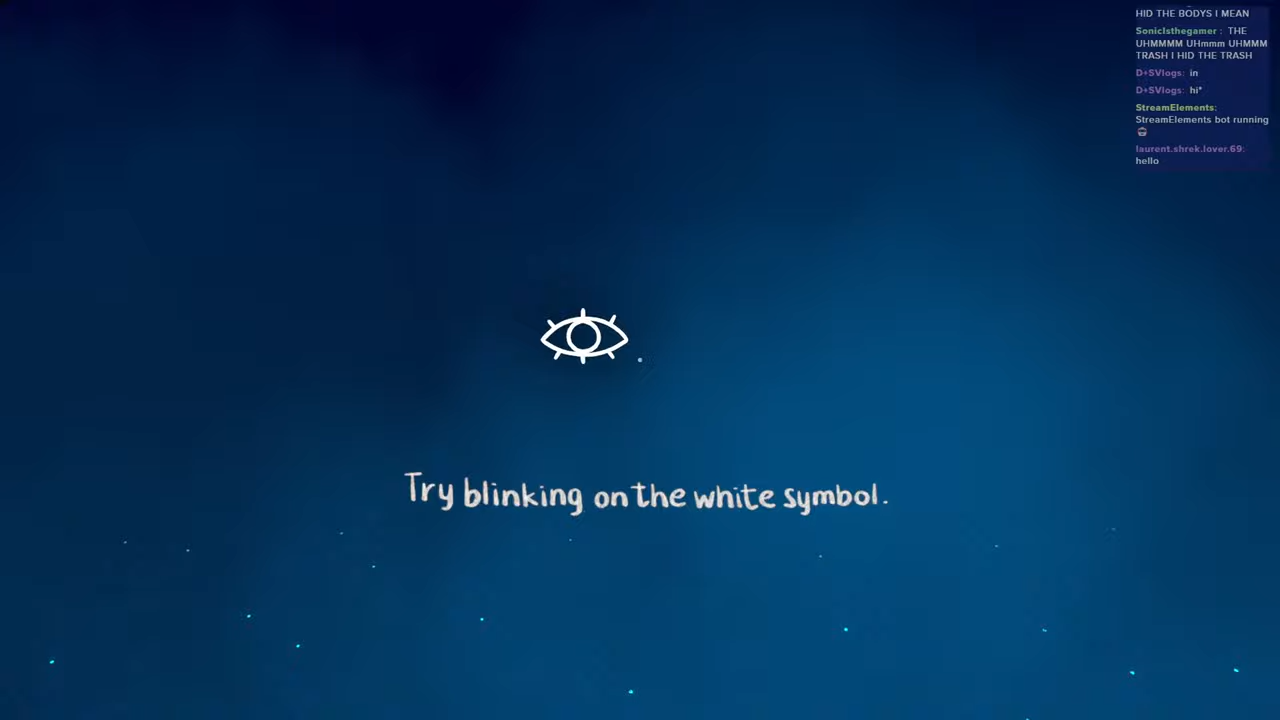 HID THE BODYS I MEAN
SonicIsthegamer : THE
UHMMMM UHmmm UHMMM
TRASH I HID THE TRASH
D+SVlogs: in
D+SVlogs: hi*
StreamElements:
StreamElements bot running
laurent.shrek.lover.69:
hello
Try blinking on the white symbol.